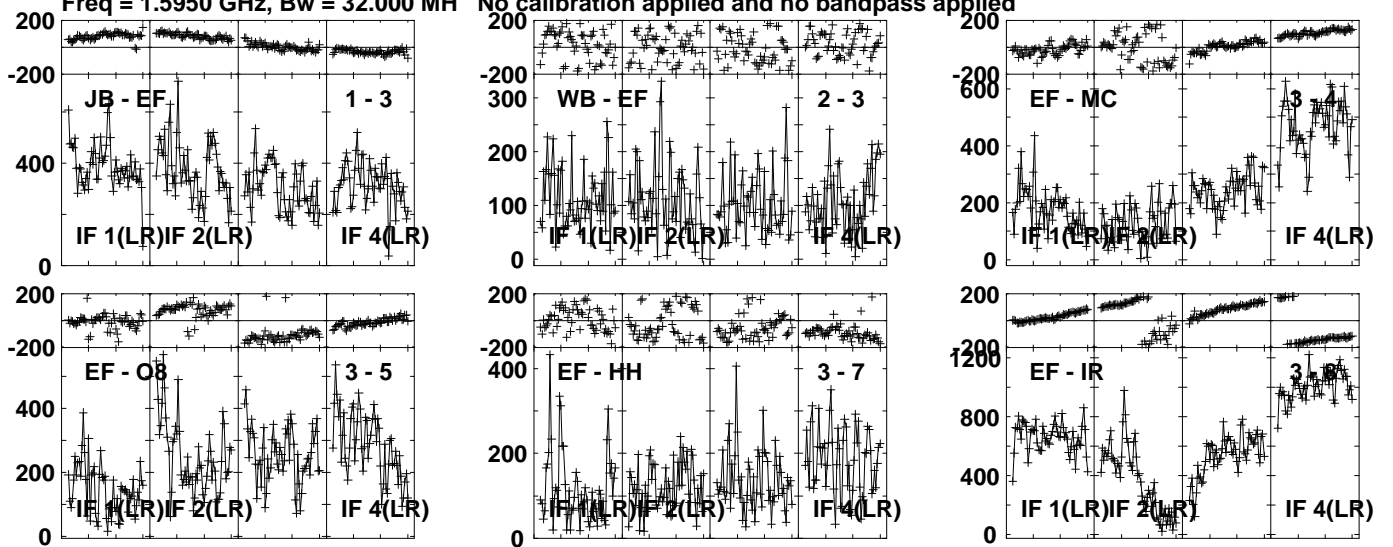 Freq = 1.5950 GHz, Bw = 32.000 MH No calibration applied and no bandpass applied
200
-200
JB - EF 1 - 3
400
0
IF 1(LR) IF 2(LR) IF 4(LR)
200
-200
WB - EF 2 - 3
300
200
100
0
IF 1(LR) IF 2(LR) IF 4(LR)
200
-200
EF - MC 3 - 4
600
400
200
0
IF 1(LR) IF 2(LR) IF 4(LR)
200
-200
EF - O8 3 - 5
400
200
0
IF 1(LR) IF 2(LR) IF 4(LR)
200
-200
EF - HH 3 - 7
400
200
0
IF 1(LR) IF 2(LR) IF 4(LR)
200
-200
EF - IR 3 - 8
1200
800
400
0
IF 1(LR) IF 2(LR) IF 4(LR)